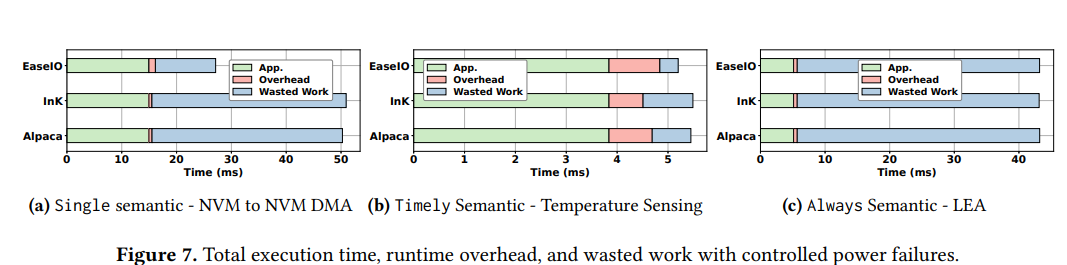 EaseIO
InK
Alpaca
App.
Overhead
Wasted Work
0 10 20 30 40 50
Time (ms)
(a) Single semantic - NVM to NVM DMA
EaseIO
InK
Alpaca
App.
Overhead
Wasted Work
0 1 2 3 4 5
Time (ms)
(b) Timely Semantic - Temperature Sensing
EaseIO
InK
Alpaca
App.
Overhead
Wasted Work
0 10 20 30 40
Time (ms)
(c) Always Semantic - LEA
Figure 7. Total execution time, runtime overhead, and wasted work with controlled power failures.